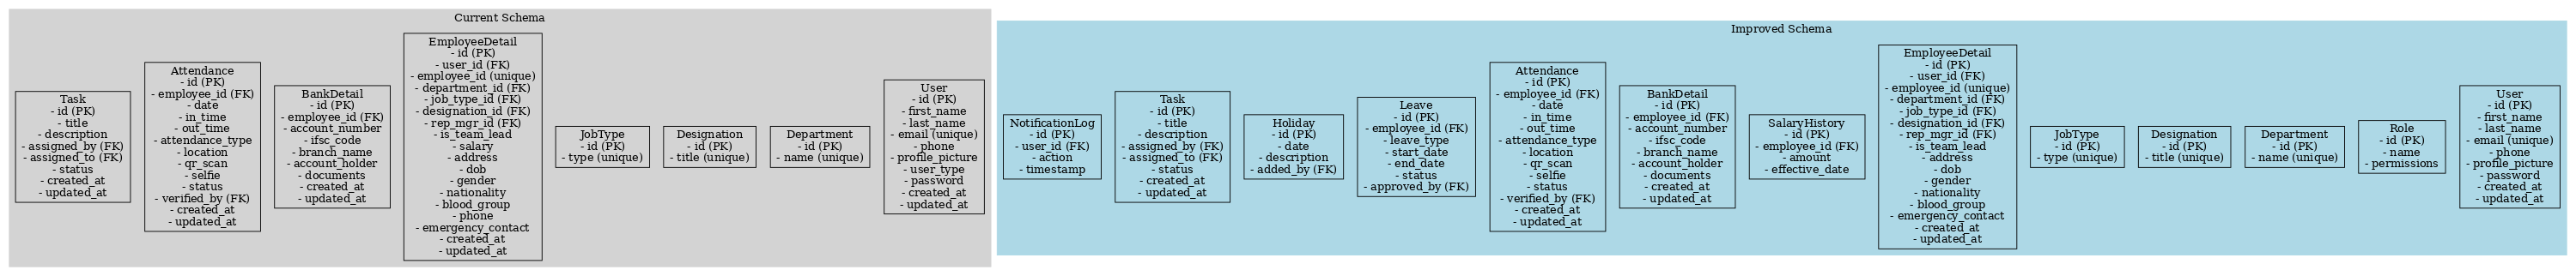 Current Schema
Task
- id (PK)
- title
- description
- assigned_by (FK)
- assigned_to (FK)
- status
- created_at
- updated_at
Attendance
- id (PK)
- employee_id (FK)
- date
- in_time
- out_time
- attendance_type
- location
- qr_scan
- selfie
- status
- verified_by (FK)
- created_at
- updated_at
BankDetail
- id (PK)
- employee_id (FK)
- account_number
- ifsc_code
- branch_name
- account_holder
- documents
- created_at
- updated_at
EmployeeDetail
- id (PK)
- user_id (FK)
- employee_id (unique)
- department_id (FK)
- job_type_id (FK)
- designation_id (FK)
- rep_mgr_id (FK)
- is_team_lead
- salary
- address
- dob
- gender
- nationality
- blood_group
- phone
- emergency_contact
- created_at
- updated_at
JobType
- id (PK)
- type (unique)
Designation
- id (PK)
- title (unique)
Department
- id (PK)
- name (unique)
User
- id (PK)
- first_name
- last_name
- email (unique)
- phone
- profile_picture
- user_type
- password
- created_at
- updated_at
Improved Schema
NotificationLog
- id (PK)
- user_id (FK)
- action
- timestamp
Task
- id (PK)
- title
- description
- assigned_by (FK)
- assigned_to (FK)
- status
- created_at
- updated_at
Holiday
- id (PK)
- date
- description
- added_by (FK)
Leave
- id (PK)
- employee_id (FK)
- leave_type
- start_date
- end_date
- status
- approved_by (FK)
Attendance
- id (PK)
- employee_id (FK)
- date
- in_time
- out_time
- attendance_type
- location
- qr_scan
- selfie
- status
- verified_by (FK)
- created_at
- updated_at
BankDetail
- id (PK)
- employee_id (FK)
- account_number
- ifsc_code
- branch_name
- account_holder
- documents
- created_at
- updated_at
SalaryHistory
- id (PK)
- employee_id (FK)
- amount
- effective_date
EmployeeDetail
- id (PK)
- user_id (FK)
- employee_id (unique)
- department_id (FK)
- job_type_id (FK)
- designation_id (FK)
- rep_mgr_id (FK)
- is_team_lead
- address
- dob
- gender
- nationality
- blood_group
- emergency_contact
- created_at
- updated_at
JobType
- id (PK)
- type (unique)
Designation
- id (PK)
- title (unique)
Department
- id (PK)
- name (unique)
Role
- id (PK)
- name
- permissions
User
- id (PK)
- first_name
- last_name
- email (unique)
- phone
- profile_picture
- password
- created_at
- updated_at